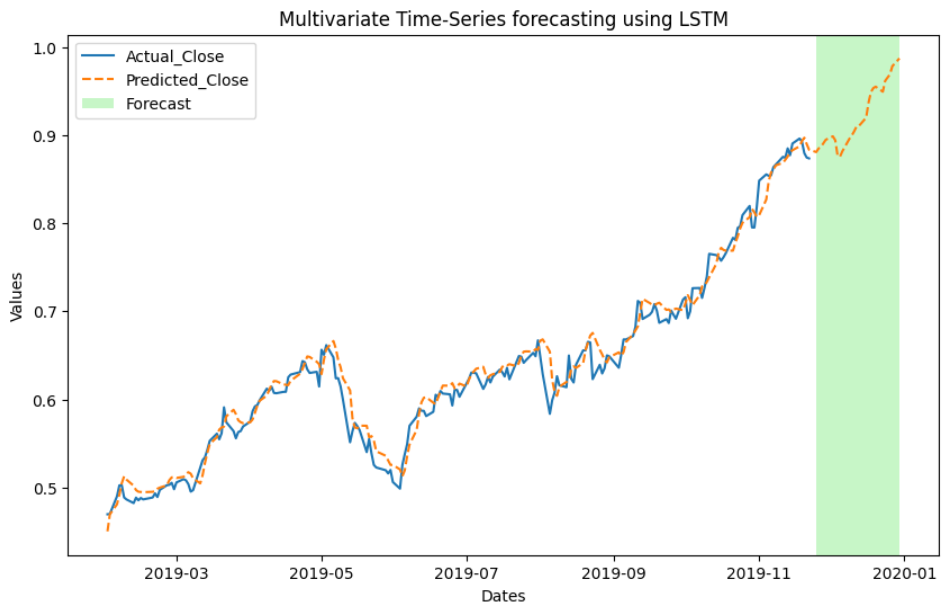 Multivariate Time-Series forecasting using LSTM
Actual_Close
Predicted_Close
Forecast
1.0
0.9
0.8
0.7
0.6
0.5
Values
2019-03 2019-05 2019-07 2019-09 2019-11 2020-01
Dates